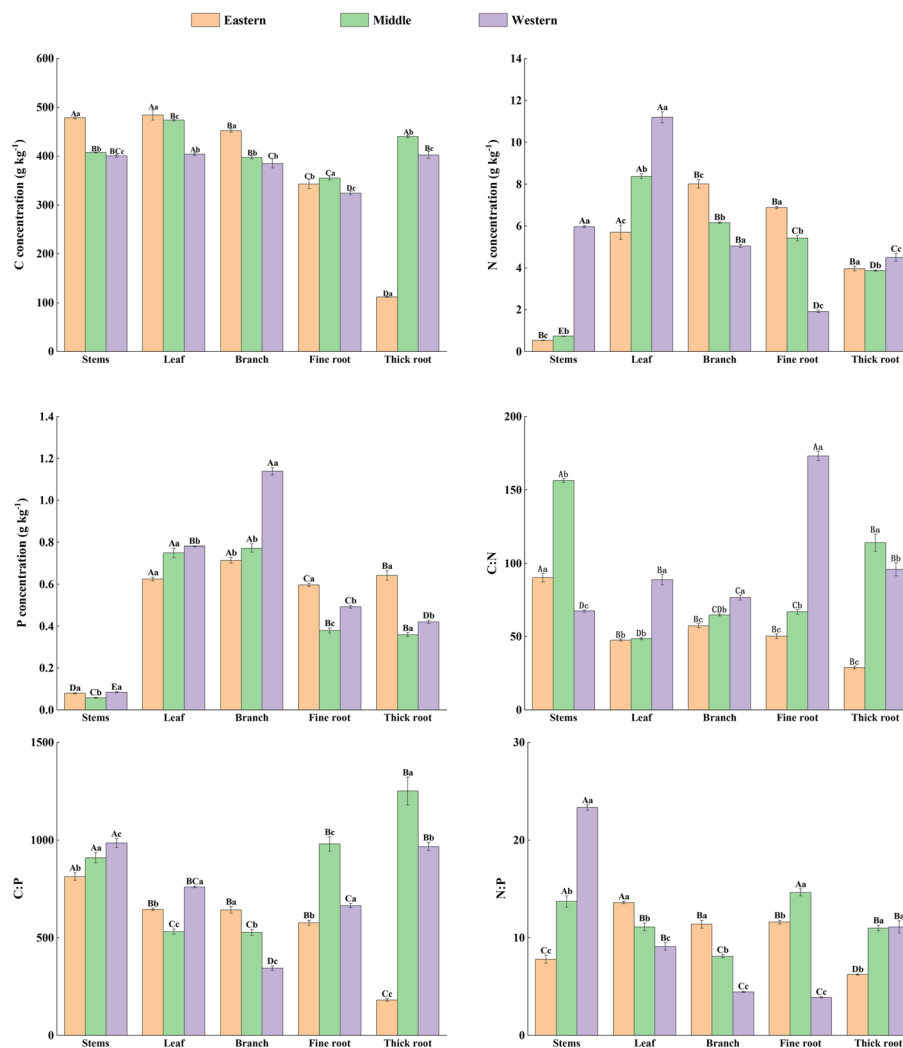 Eastern Middle Western
600
500
400
300
200
100
0
C concentration (g kg-1)
Aa Bb BCc Aa Bc Ab Ba Bb Cb Cb Ca Dc Da Ab Bc
Stems Leaf Branch Fine root Thick root
14
12
10
8
6
4
2
0
N concentration (g kg-1)
Bc Eb Aa Ac Ab Aa Bc Bb Ba Ba Cb Dc Ba Db Cc
Stems Leaf Branch Fine root Thick root
1.4
1.2
1.0
0.8
0.6
0.4
0.2
0.0
P concentration (g kg-1)
Da Cb Ea Aa Aa Bb Ab Ab Aa Ca Bc Cb Ba Ba Db
Stems Leaf Branch Fine root Thick root
200
150
100
50
0
C:N
Aa Ab Dc Bb Db Ba Bc CDb Ca Bc Cb Aa Bc Ba Bb
Stems Leaf Branch Fine root Thick root
1500
1000
500
0
C:P
Ab Aa Ac Bb Cc BCa Ba Cb Dc Bb Bc Ca Cc Ba Bb
Stems Leaf Branch Fine root Thick root
30
20
10
0
N:P
Cc Ab Aa Aa Bb Bc Ba Cb Cc Bb Aa Cc Db Ba Ba
Stems Leaf Branch Fine root Thick root